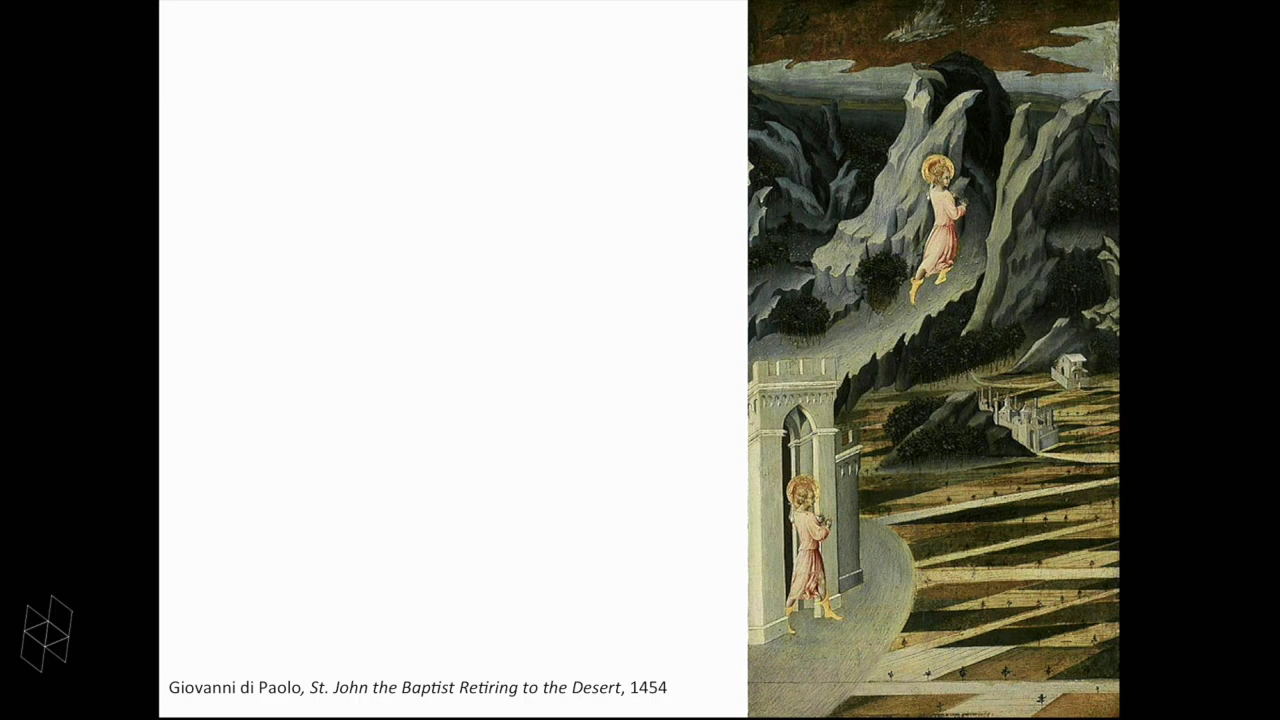 Giovanni di Paolo, St. John the Baptist Retiring to the Desert, 1454